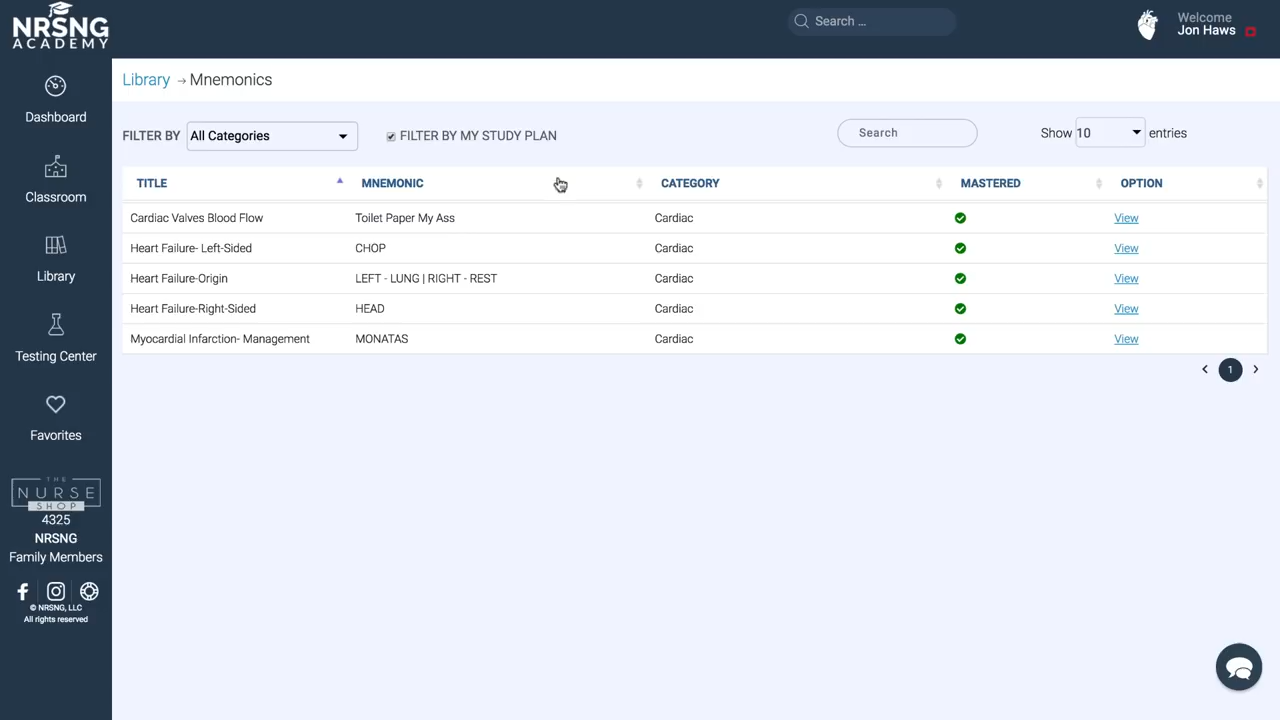 NRSNG
ACADEMY
Search ...
Welcome
Jon Haws
Dashboard
Classroom
Library
Testing Center
Favorites
THE
NURSE
SHOP
4325
NRSNG
Family Members
© NRSNG, LLC
All rights reserved
Library → Mnemonics
FILTER BY All Categories FILTER BY MY STUDY PLAN Search Show 10 entries
TITLE MNEMONIC CATEGORY MASTERED OPTION
Cardiac Valves Blood Flow Toilet Paper My Ass Cardiac View
Heart Failure- Left-Sided CHOP Cardiac View
Heart Failure-Origin LEFT - LUNG | RIGHT - REST Cardiac View
Heart Failure-Right-Sided HEAD Cardiac View
Myocardial Infarction- Management MONATAS Cardiac View
1